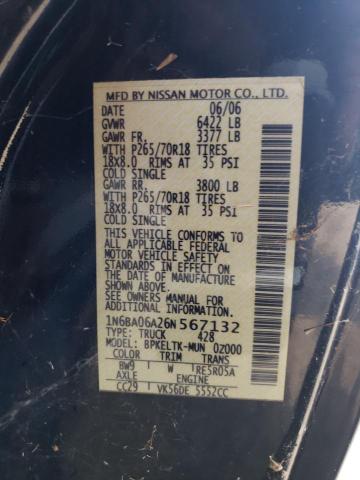 MFD BY NISSAN MOTOR CO., LTD.
DATE 06/06
GVWR 6422 LB
GAWR FR. 3377 LB
WITH P265/70R18 TIRES
18X8.0 RIMS AT 35 PSI
COLD SINGLE
GAWR RR. 3800 LB
WITH P265/70R18 TIRES
18X8.0 RIMS AT 35 PSI
COLD SINGLE
THIS VEHICLE CONFORMS TO
ALL APPLICABLE FEDERAL
MOTOR VEHICLE SAFETY
STANDARDS IN EFFECT ON
THE DATE OF MANUFACTURE
SHOWN ABOVE.
SEE OWNERS MANUAL FOR
ADDITIONAL INFORMATION
1N6BA06A26N567132
TYPE: TRUCK 428
MODEL: BPKELTK-MUN 0Z000
COLOR TRIM TRANS
BW9 W RE5R05A
AXLE ENGINE
CC29 VK56DE 5552CC